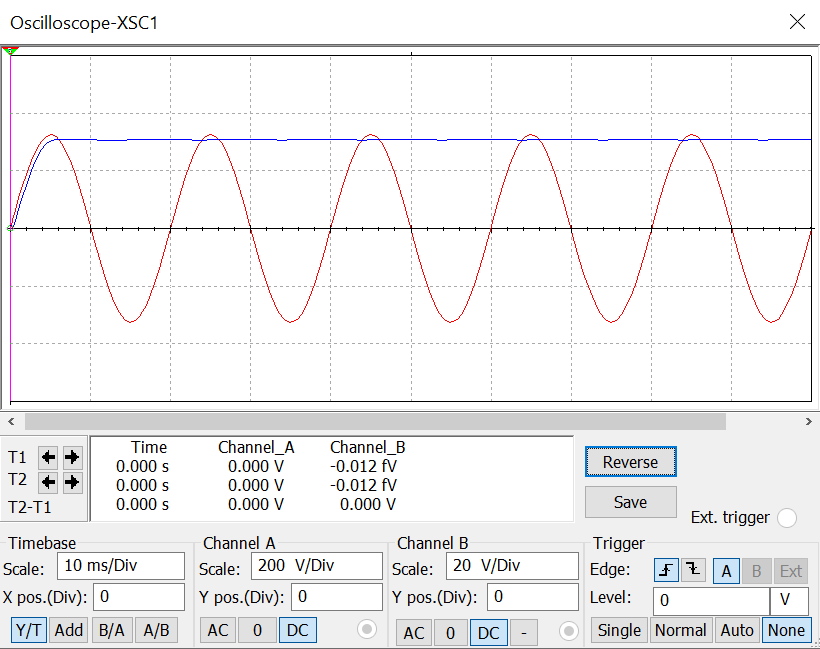 Oscilloscope-XSC1
Time Channel_A Channel_B
T1 0.000 s 0.000 V -0.012 fV
T2 0.000 s 0.000 V -0.012 fV
T2-T1 0.000 s 0.000 V 0.000 V
Reverse
Save
Ext. trigger
Timebase
Scale: 10 ms/Div
X pos.(Div): 0
Y/T Add B/A A/B
Channel A
Scale: 200 V/Div
Y pos.(Div): 0
AC 0 DC
Channel B
Scale: 20 V/Div
Y pos.(Div): 0
AC 0 DC -
Trigger
Edge: A B Ext
Level: 0 V
Single Normal Auto None